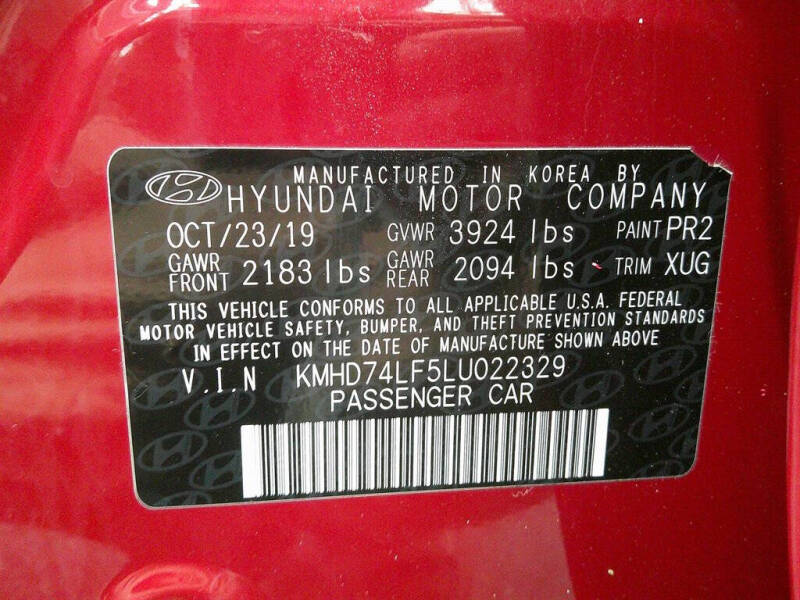 MANUFACTURED IN KOREA BY
HYUNDAI MOTOR COMPANY
OCT/23/19 GVWR 3924 lbs PAINT PR2
GAWR FRONT 2183 lbs GAWR REAR 2094 lbs TRIM XUG
THIS VEHICLE CONFORMS TO ALL APPLICABLE U.S.A. FEDERAL
MOTOR VEHICLE SAFETY, BUMPER, AND THEFT PREVENTION STANDARDS
IN EFFECT ON THE DATE OF MANUFACTURE SHOWN ABOVE
V.I.N KMHD74LF5LU022329
PASSENGER CAR